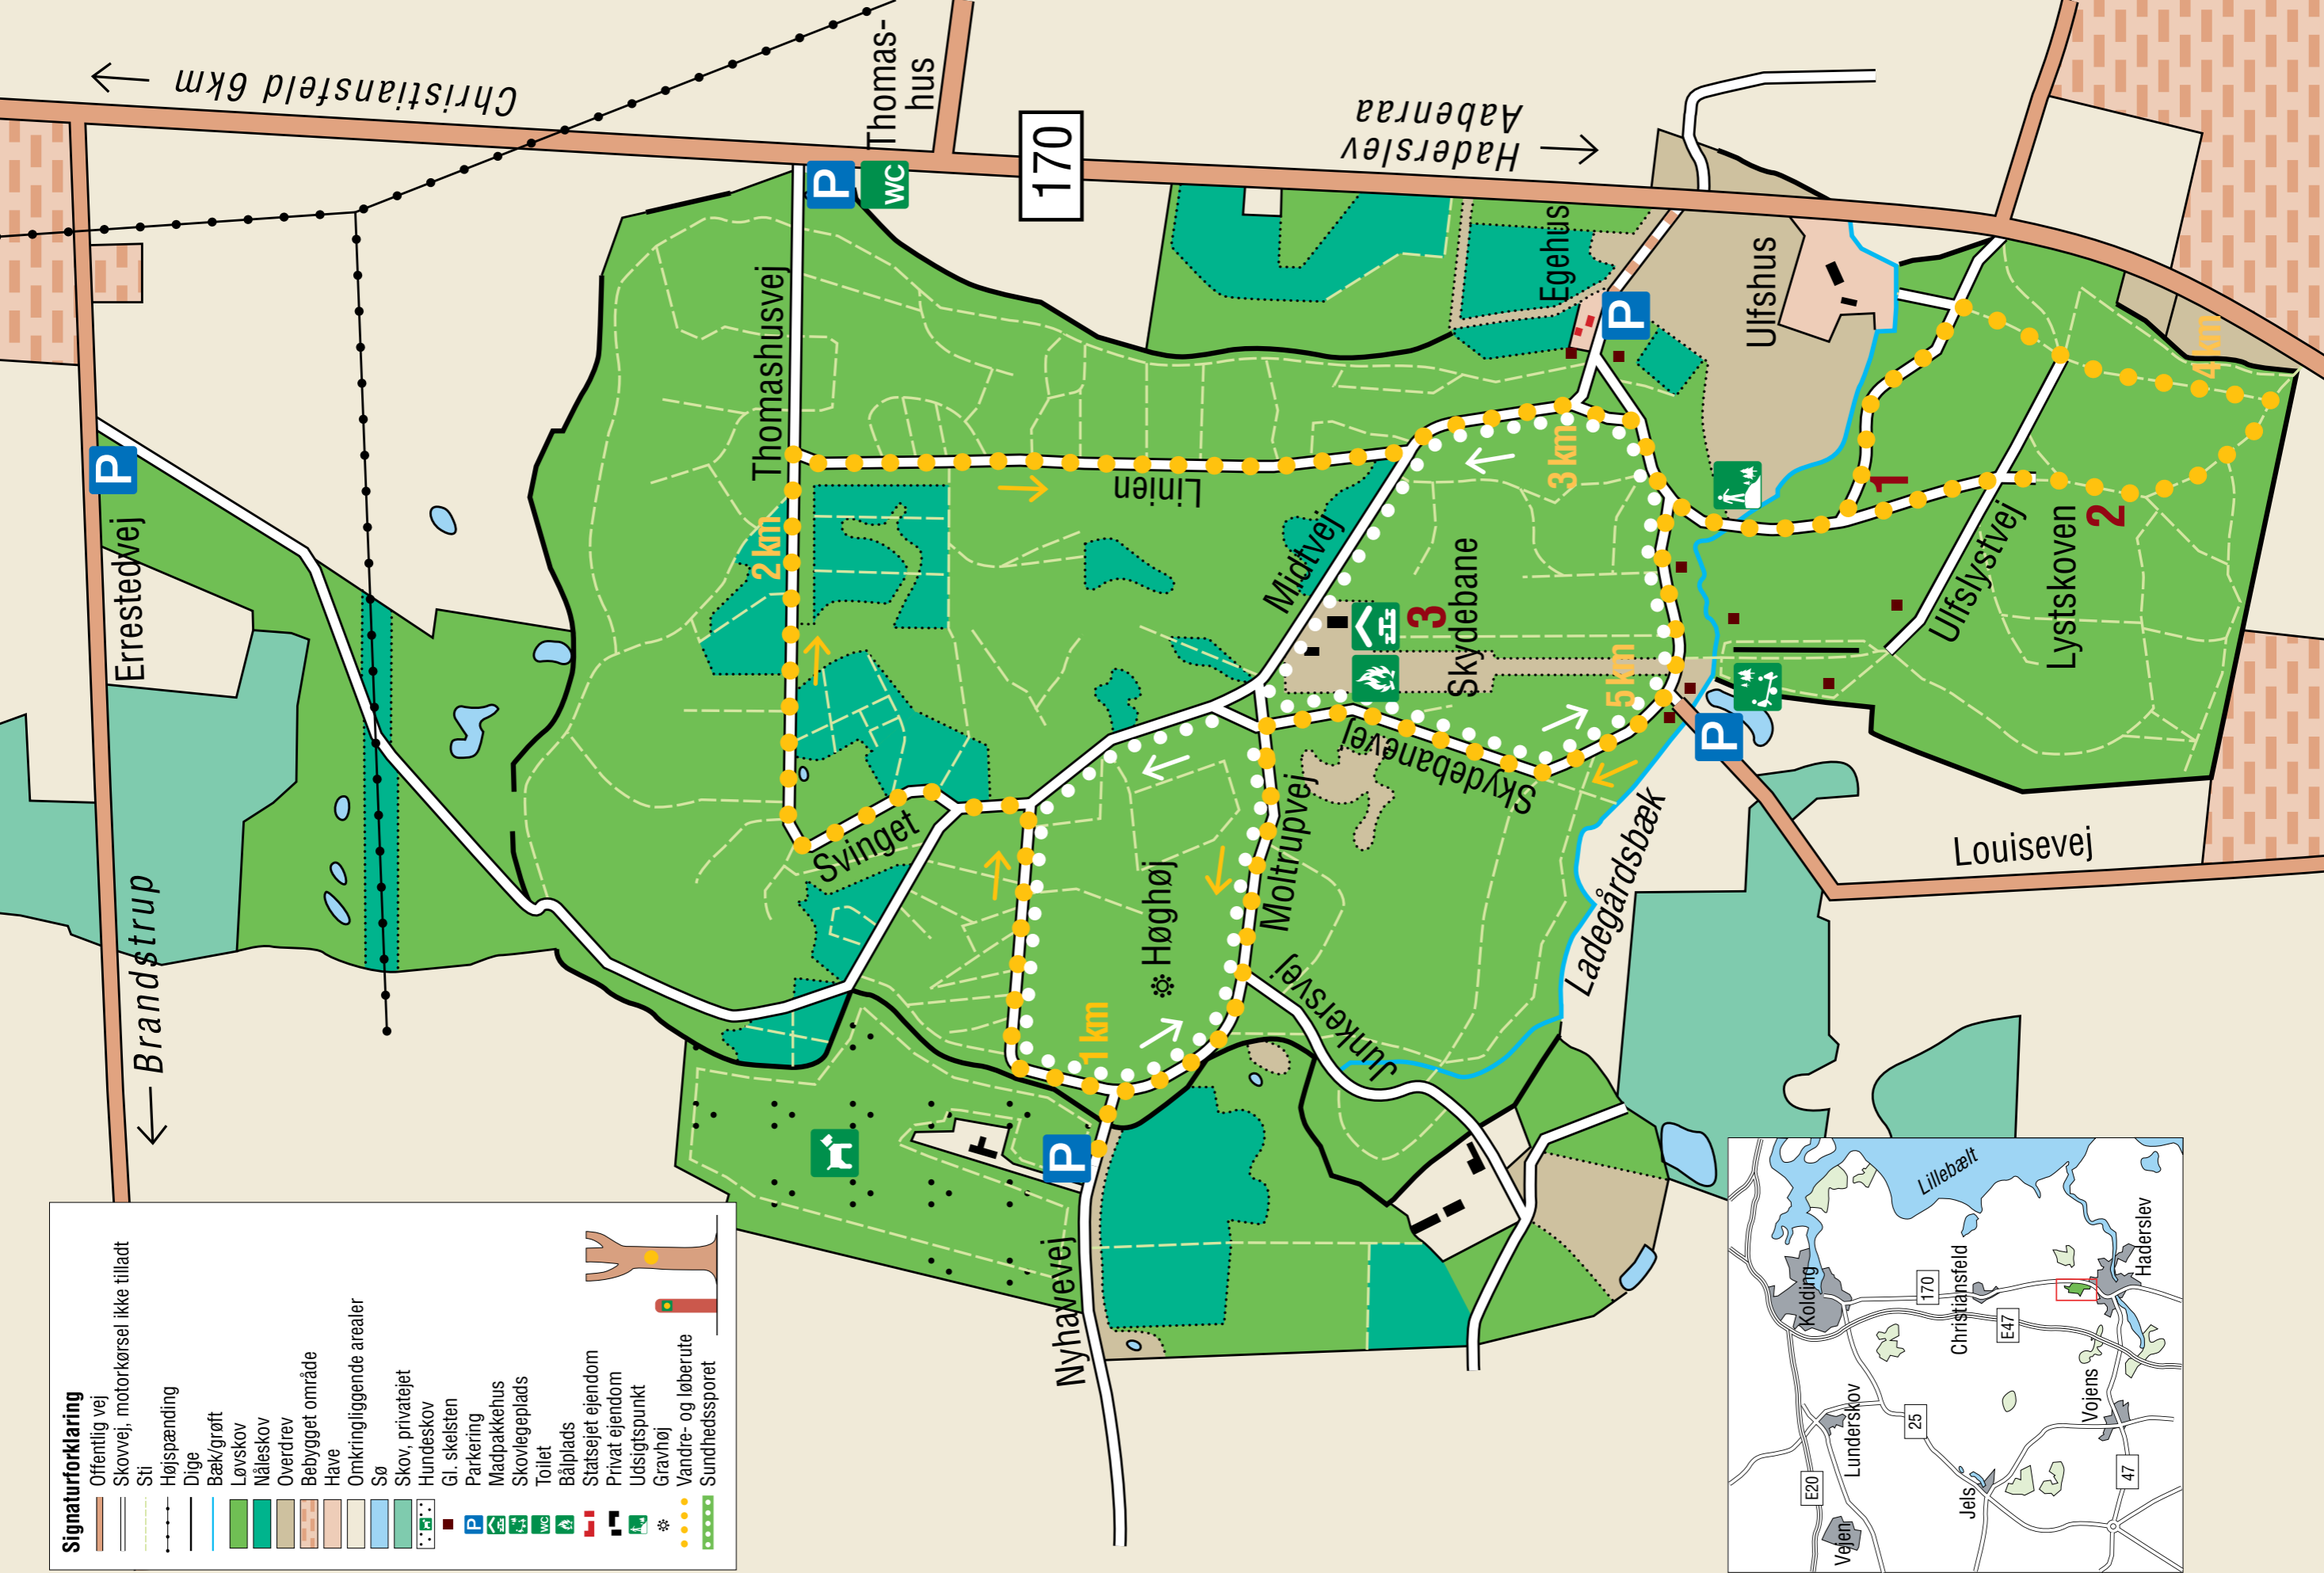 Christiansfeld 6km
Thomas-
hus
P
WC
170
Haderslev
Aabenraa
Errestedvej
P
Brandstrup
Thomashusvej
2 km
Linien
Midtvej
Egehus
P
Ulfshus
3 km
4 km
1
2
3
Skydebane
Ulfslystvej
Lystskoven
5 km
Skydebanevej
P
Svinget
Høghøj
Moltrupvej
1 km
Junkersvej
Ladegårdsbæk
Louisevej
P
Nyhavevej
Signaturforklaring
Offentlig vej
Skovvej, motorkørsel ikke tilladt
Sti
Højspænding
Dige
Bæk/grøft
Løvskov
Nåleskov
Overdrev
Bebygget område
Have
Omkringliggende arealer
Sø
Skov, privatejet
Hundeskov
Gl. skelsten
P Parkering
Madpakkehus
Skovlegeplads
WC Toilet
Bålplads
Statsejet ejendom
Privat ejendom
Udsigtspunkt
Gravhøj
Vandre- og løberute
Sundhedssporet
Lillebælt
Kolding
170
Christiansfeld
E47
Haderslev
Lunderskov
25
Vojens
E20
Jels
47
Vejen